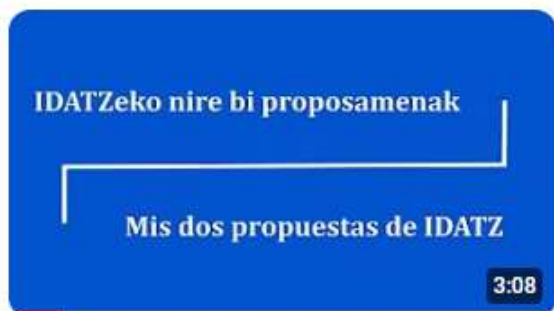 IDATZeko nire bi proposamenak
Mis dos propuestas de IDATZ
3:08